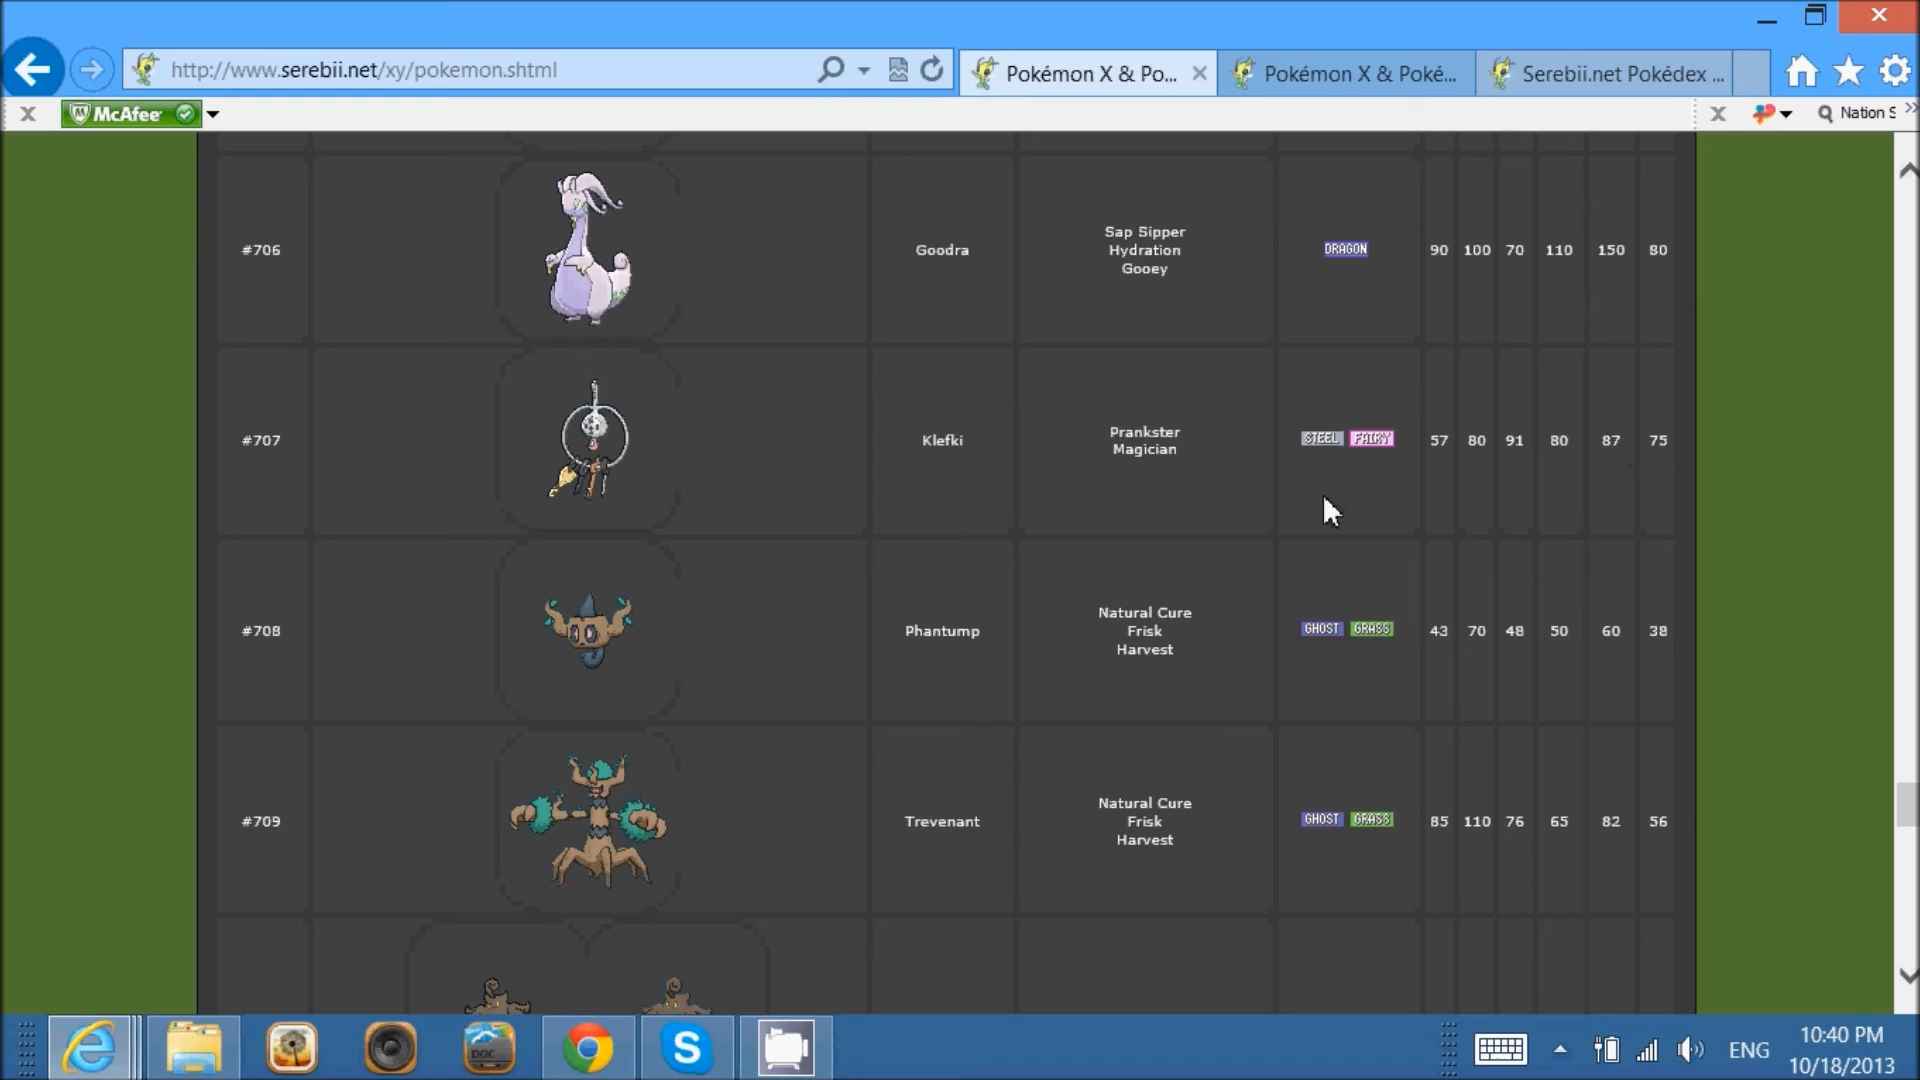 http://www.serebii.net/xy/pokemon.shtml
Pokémon X & Po...
Pokémon X & Poké...
Serebii.net Pokédex ...
McAfee
Nation S
#706
Goodra
Sap Sipper
Hydration
Gooey
DRAGON
90 100 70 110 150 80
#707
Klefki
Prankster
Magician
STEEL FAIRY
57 80 91 80 87 75
#708
Phantump
Natural Cure
Frisk
Harvest
GHOST GRASS
43 70 48 50 60 38
#709
Trevenant
Natural Cure
Frisk
Harvest
GHOST GRASS
85 110 76 65 82 56
DOC
ENG
10:40 PM
10/18/2013